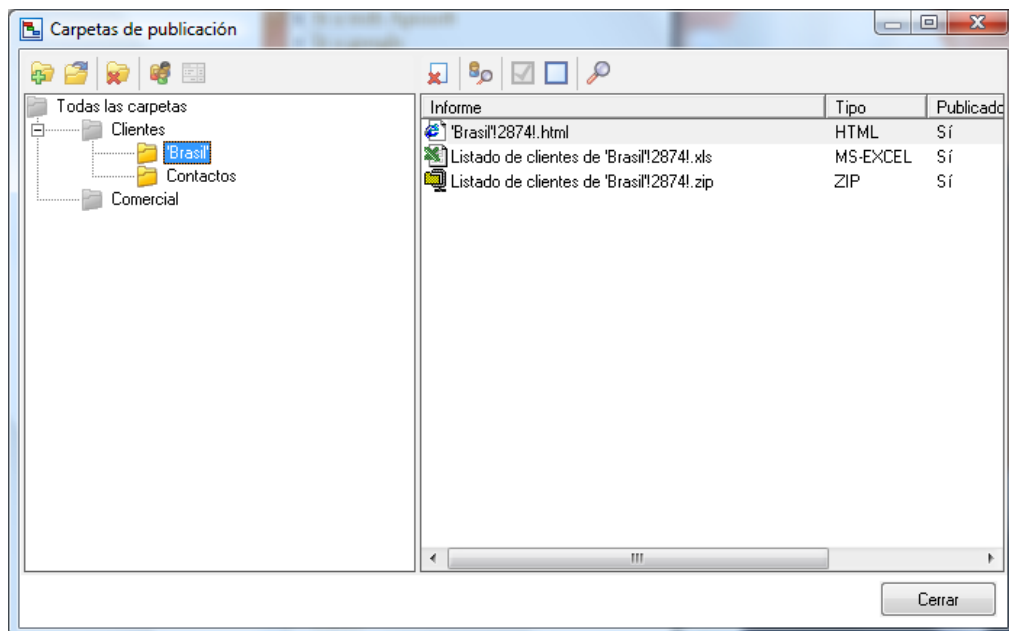 Carpetas de publicación
Todas las carpetas
Clientes
'Brasil'
Contactos
Comercial
Informe Tipo Publicado
'Brasil'!2874!.html HTML Sí
Listado de clientes de 'Brasil'!2874!.xls MS-EXCEL Sí
Listado de clientes de 'Brasil'!2874!.zip ZIP Sí
Cerrar